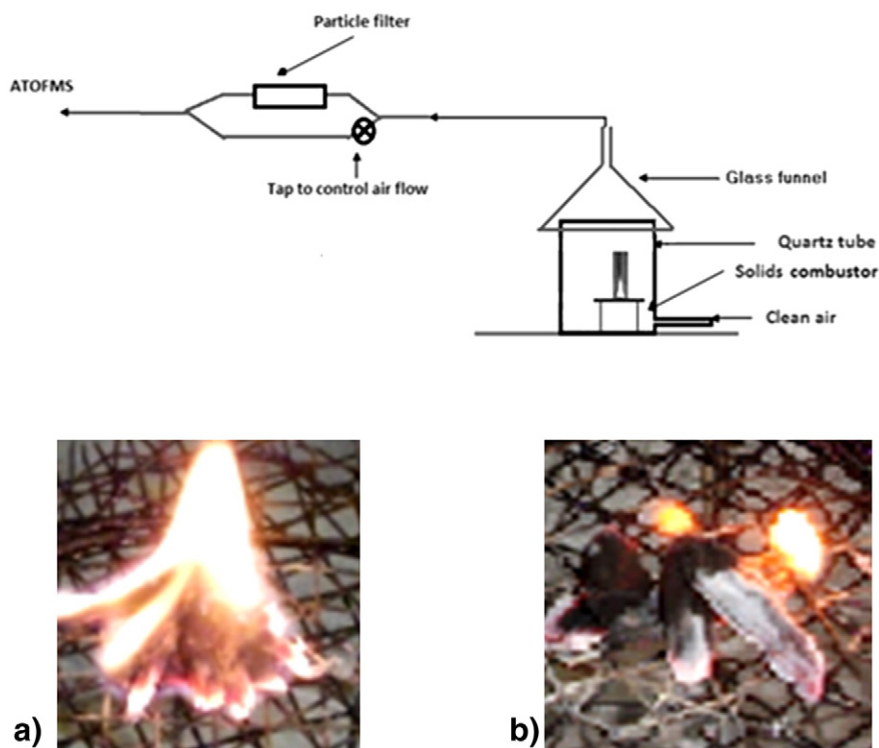 Particle filter
ATOFMS
Tap to control air flow
Glass funnel
Quartz tube
Solids combustor
Clean air
a)
b)